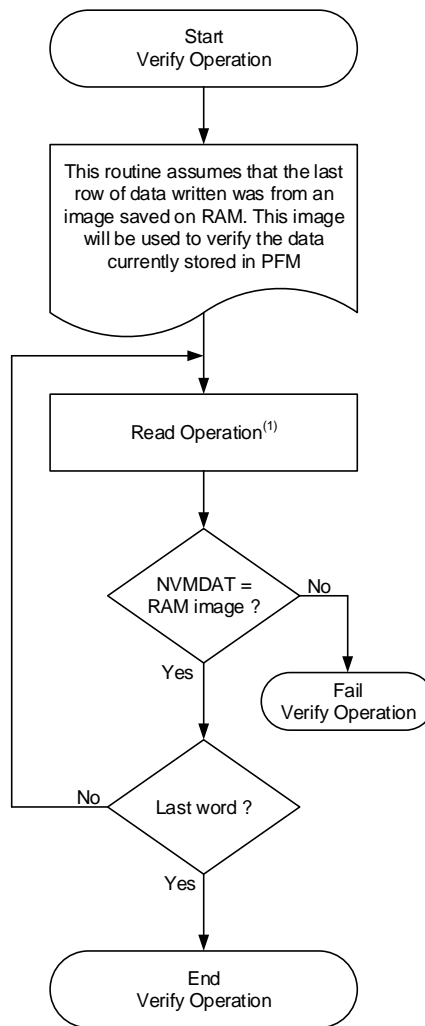 Start
Verify Operation
This routine assumes that the last
row of data written was from an
image saved on RAM. This image
will be used to verify the data
currently stored in PFM
Read Operation(1)
NVMDAT =
RAM image ?
No
Yes
Fail
Verify Operation
No
Last word ?
Yes
End
Verify Operation